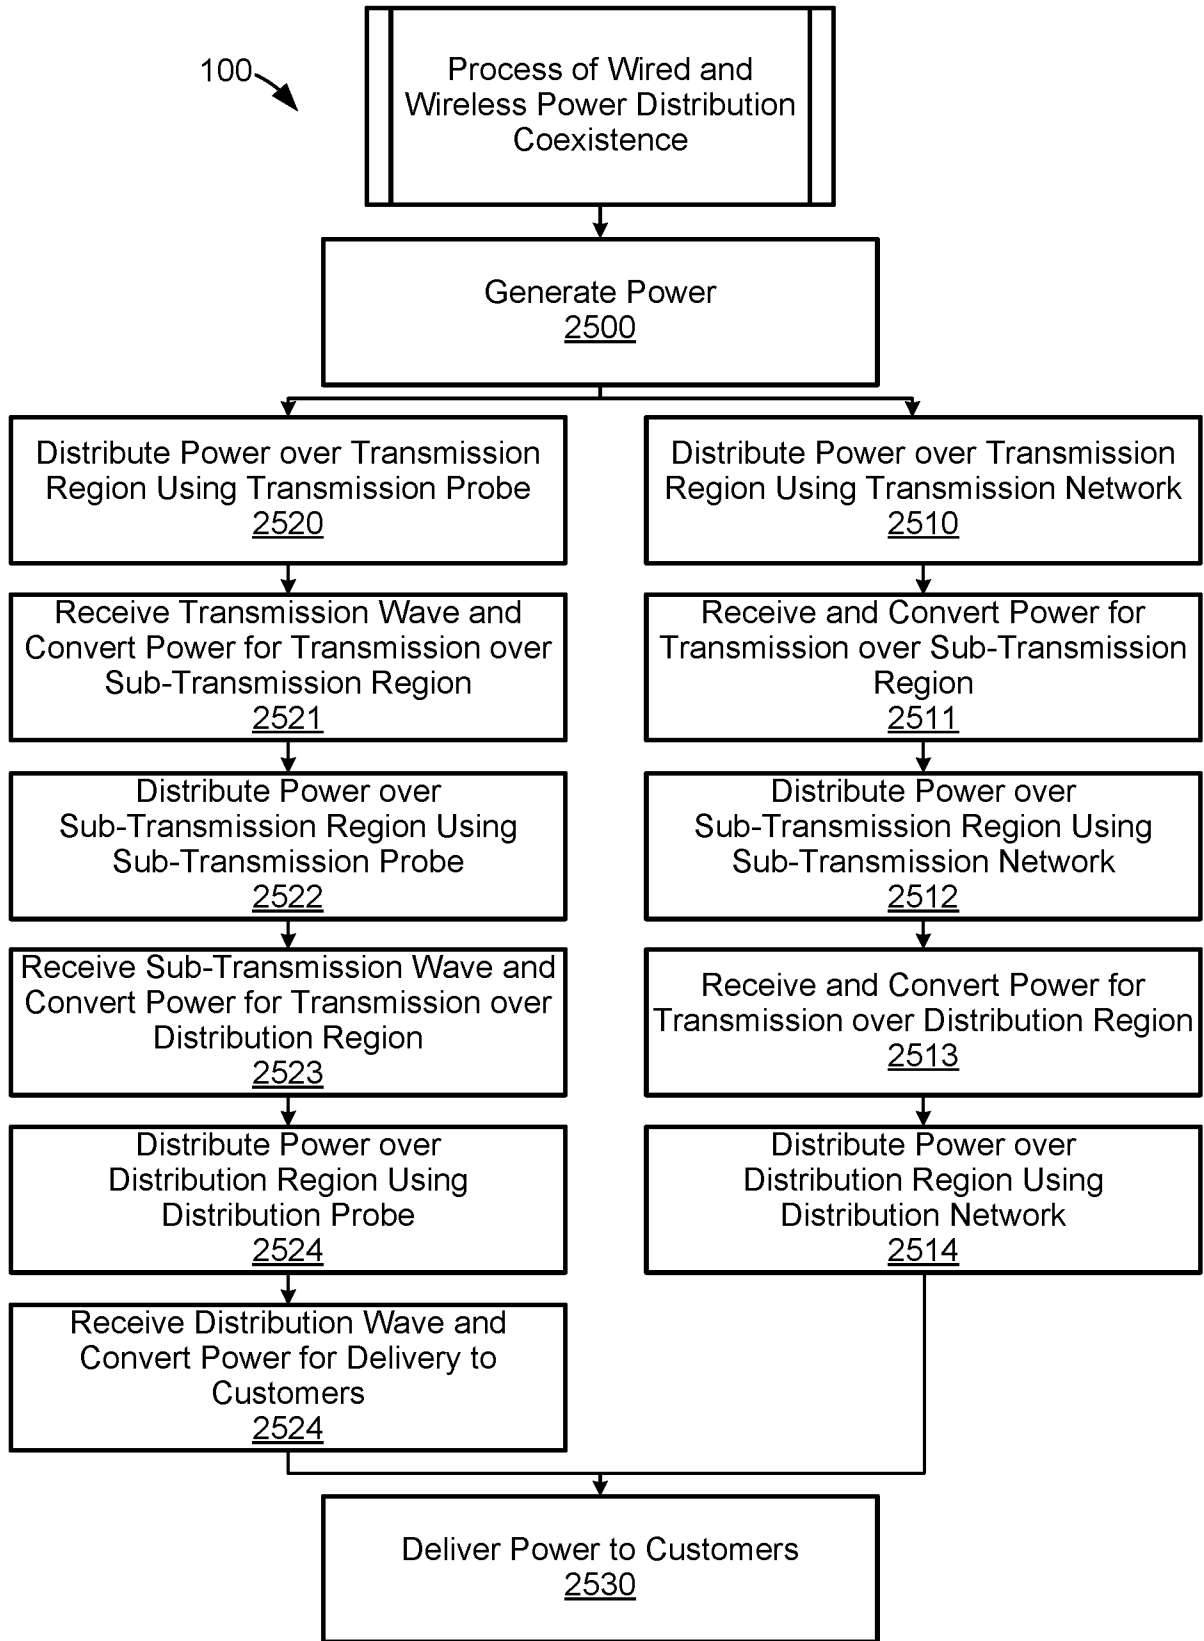 100
Process of Wired and
Wireless Power Distribution
Coexistence
Generate Power
2500
Distribute Power over Transmission
Region Using Transmission Probe
2520
Distribute Power over Transmission
Region Using Transmission Network
2510
Receive Transmission Wave and
Convert Power for Transmission over
Sub-Transmission Region
2521
Receive and Convert Power for
Transmission over Sub-Transmission
Region
2511
Distribute Power over
Sub-Transmission Region Using
Sub-Transmission Probe
2522
Distribute Power over
Sub-Transmission Region Using
Sub-Transmission Network
2512
Receive Sub-Transmission Wave and
Convert Power for Transmission over
Distribution Region
2523
Receive and Convert Power for
Transmission over Distribution Region
2513
Distribute Power over
Distribution Region Using
Distribution Probe
2524
Distribute Power over
Distribution Region Using
Distribution Network
2514
Receive Distribution Wave and
Convert Power for Delivery to
Customers
2524
Deliver Power to Customers
2530